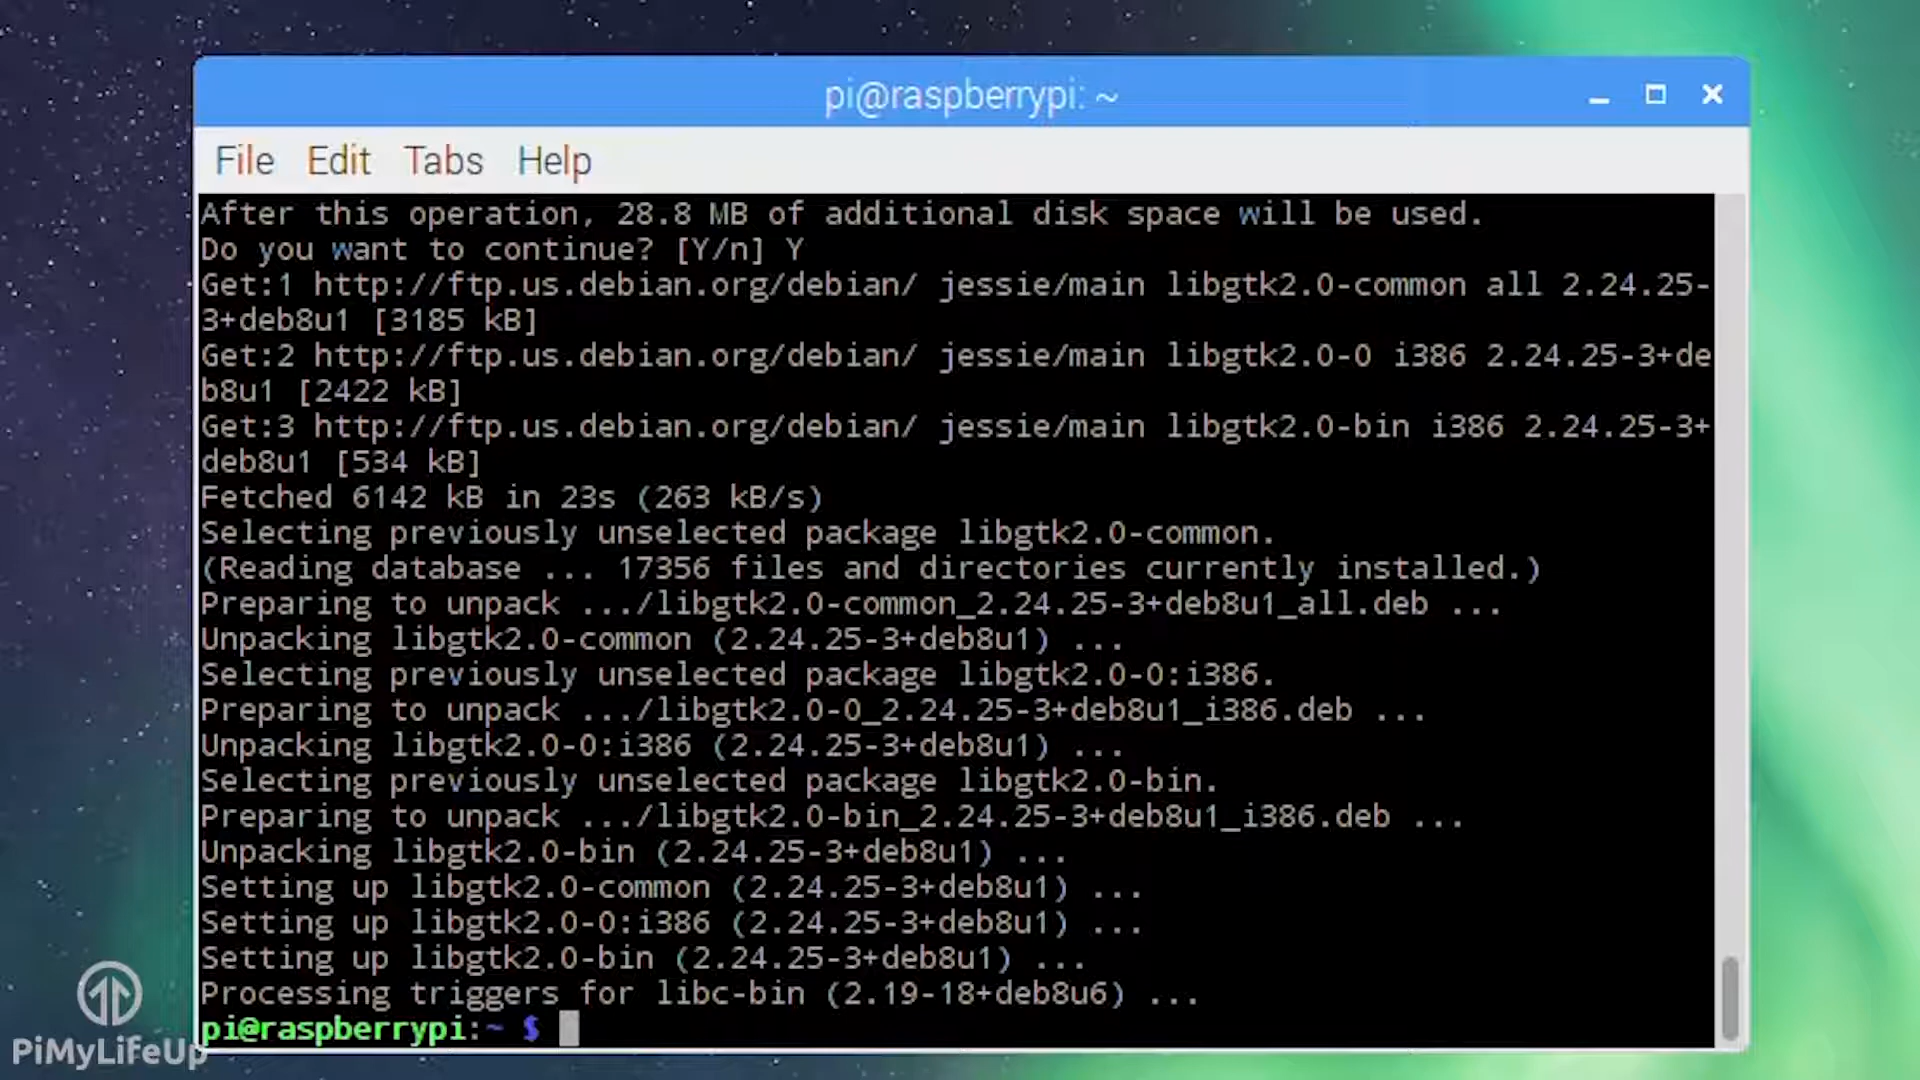 pi@raspberrypi: ~
File Edit Tabs Help
After this operation, 28.8 MB of additional disk space will be used.
Do you want to continue? [Y/n] Y
Get:1 http://ftp.us.debian.org/debian/ jessie/main libgtk2.0-common all 2.24.25-
3+deb8u1 [3185 kB]
Get:2 http://ftp.us.debian.org/debian/ jessie/main libgtk2.0-0 i386 2.24.25-3+de
b8u1 [2422 kB]
Get:3 http://ftp.us.debian.org/debian/ jessie/main libgtk2.0-bin i386 2.24.25-3+
deb8u1 [534 kB]
Fetched 6142 kB in 23s (263 kB/s)
Selecting previously unselected package libgtk2.0-common.
(Reading database ... 17356 files and directories currently installed.)
Preparing to unpack .../libgtk2.0-common_2.24.25-3+deb8u1_all.deb ...
Unpacking libgtk2.0-common (2.24.25-3+deb8u1) ...
Selecting previously unselected package libgtk2.0-0:i386.
Preparing to unpack .../libgtk2.0-0_2.24.25-3+deb8u1_i386.deb ...
Unpacking libgtk2.0-0:i386 (2.24.25-3+deb8u1) ...
Selecting previously unselected package libgtk2.0-bin.
Preparing to unpack .../libgtk2.0-bin_2.24.25-3+deb8u1_i386.deb ...
Unpacking libgtk2.0-bin (2.24.25-3+deb8u1) ...
Setting up libgtk2.0-common (2.24.25-3+deb8u1) ...
Setting up libgtk2.0-0:i386 (2.24.25-3+deb8u1) ...
Setting up libgtk2.0-bin (2.24.25-3+deb8u1) ...
Processing triggers for libc-bin (2.19-18+deb8u6) ...
pi@raspberrypi:~ $
PiMyLifeUp